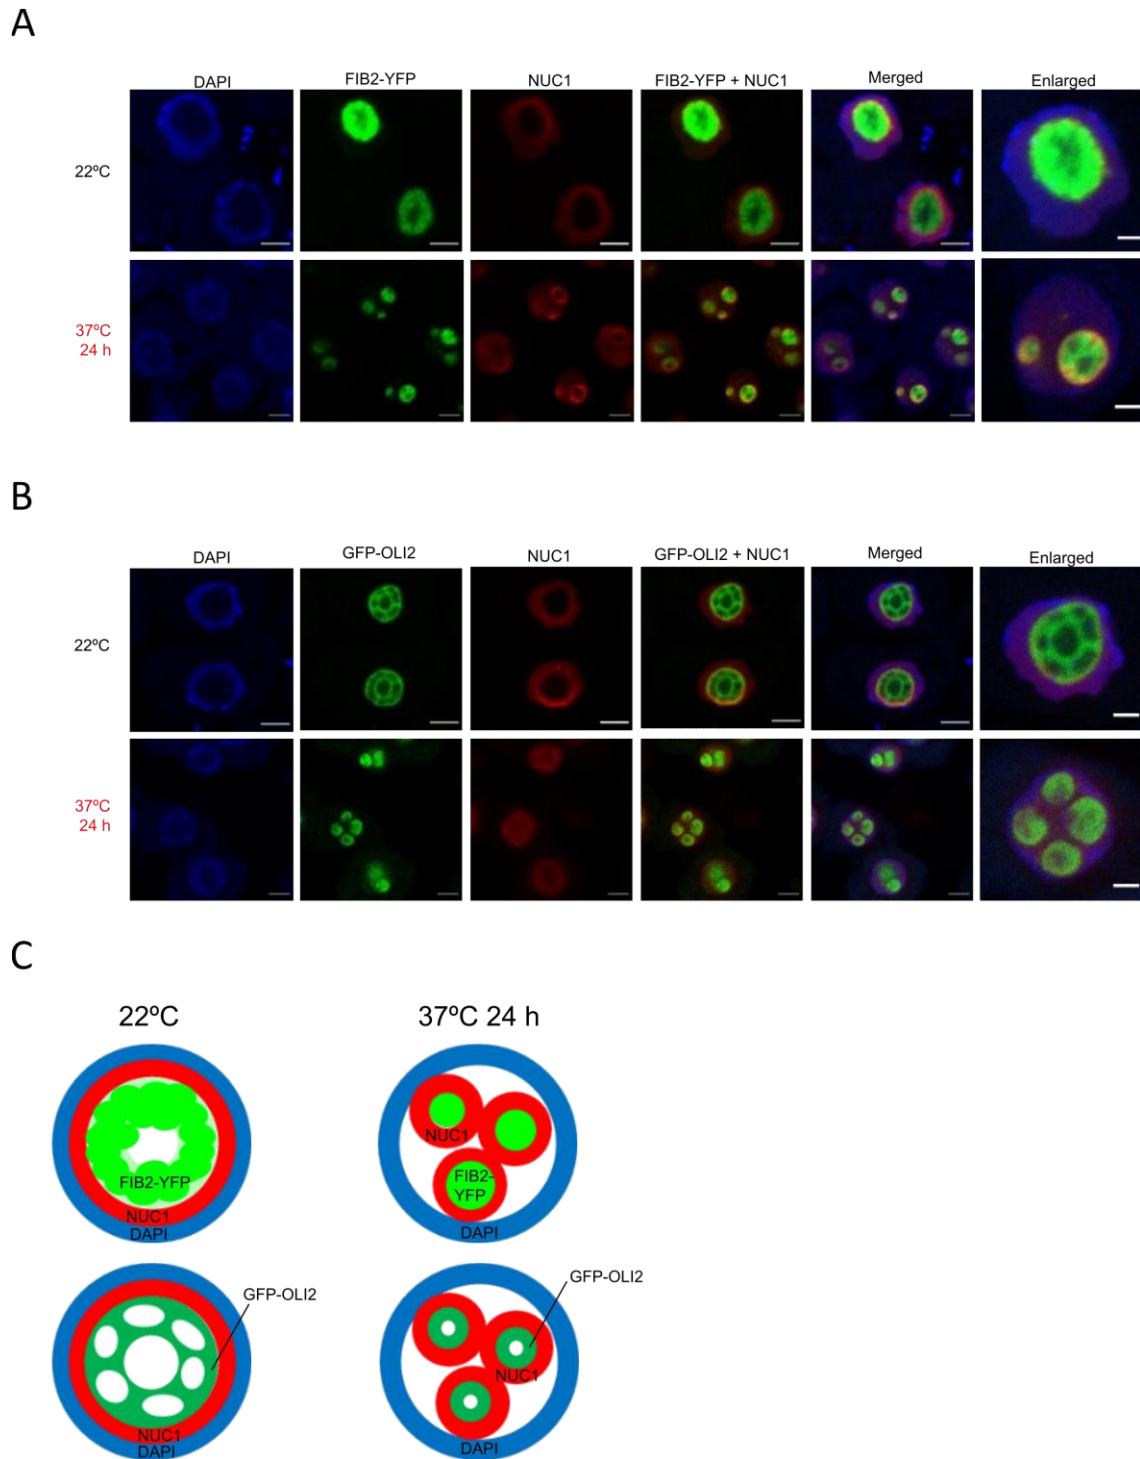 A
DAPI FIB2-YFP NUC1 FIB2-YFP + NUC1 Merged Enlarged
22ºC
37ºC
24 h
B
DAPI GFP-OLI2 NUC1 GFP-OLI2 + NUC1 Merged Enlarged
22ºC
37ºC
24 h
C
22ºC 37ºC 24 h
NUC1
FIB2-YFP
FIB2-
YFP
NUC1
DAPI
DAPI
GFP-OLI2
GFP-OLI2
NUC1
NUC1
DAPI
DAPI